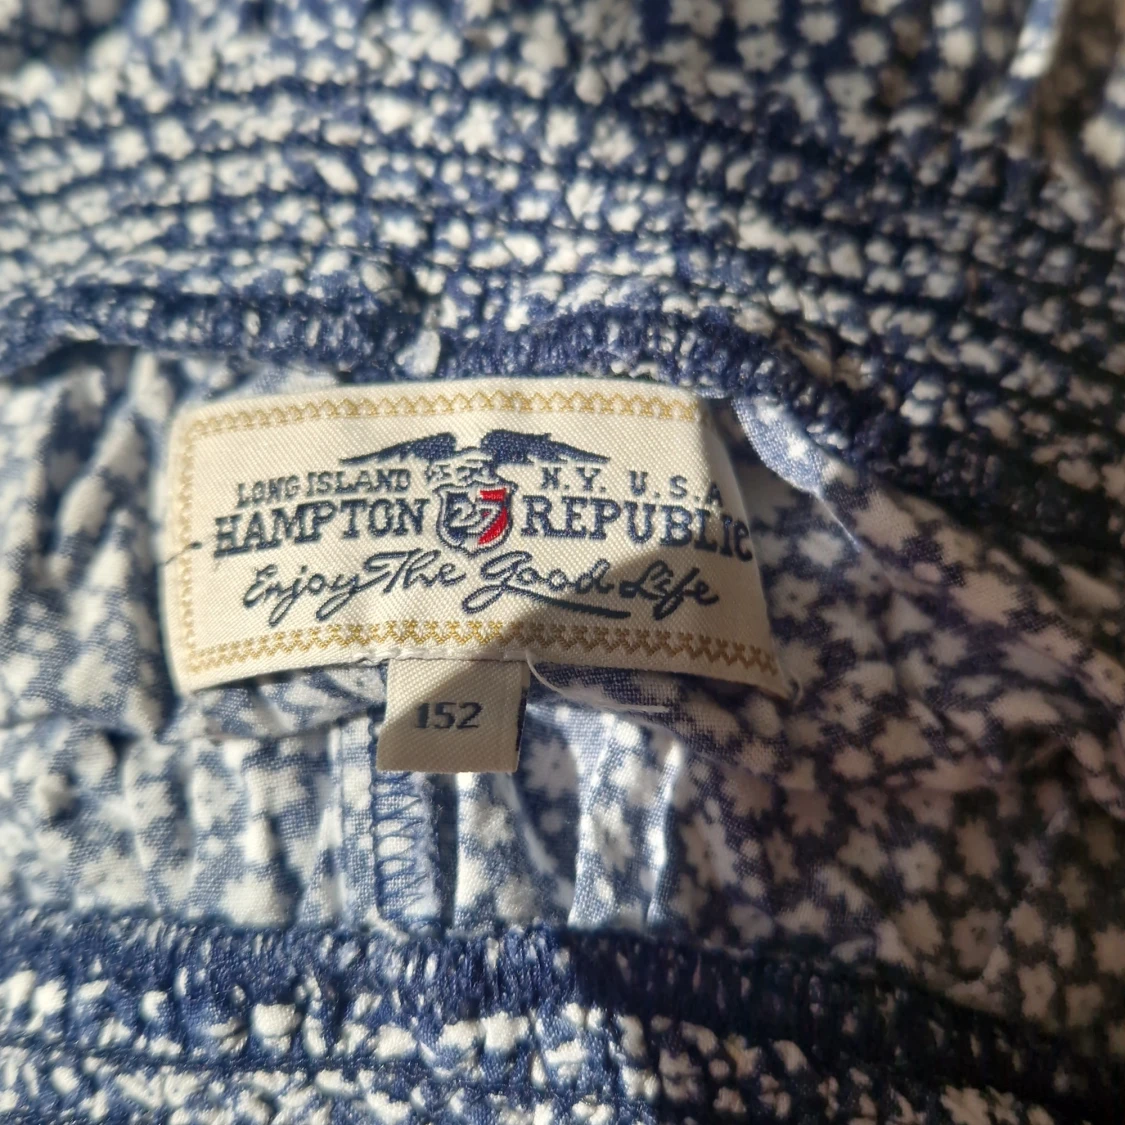 LONG ISLAND N.Y. U.S.A
HAMPTON 27 REPUBLIC
Enjoy The Good Life
152